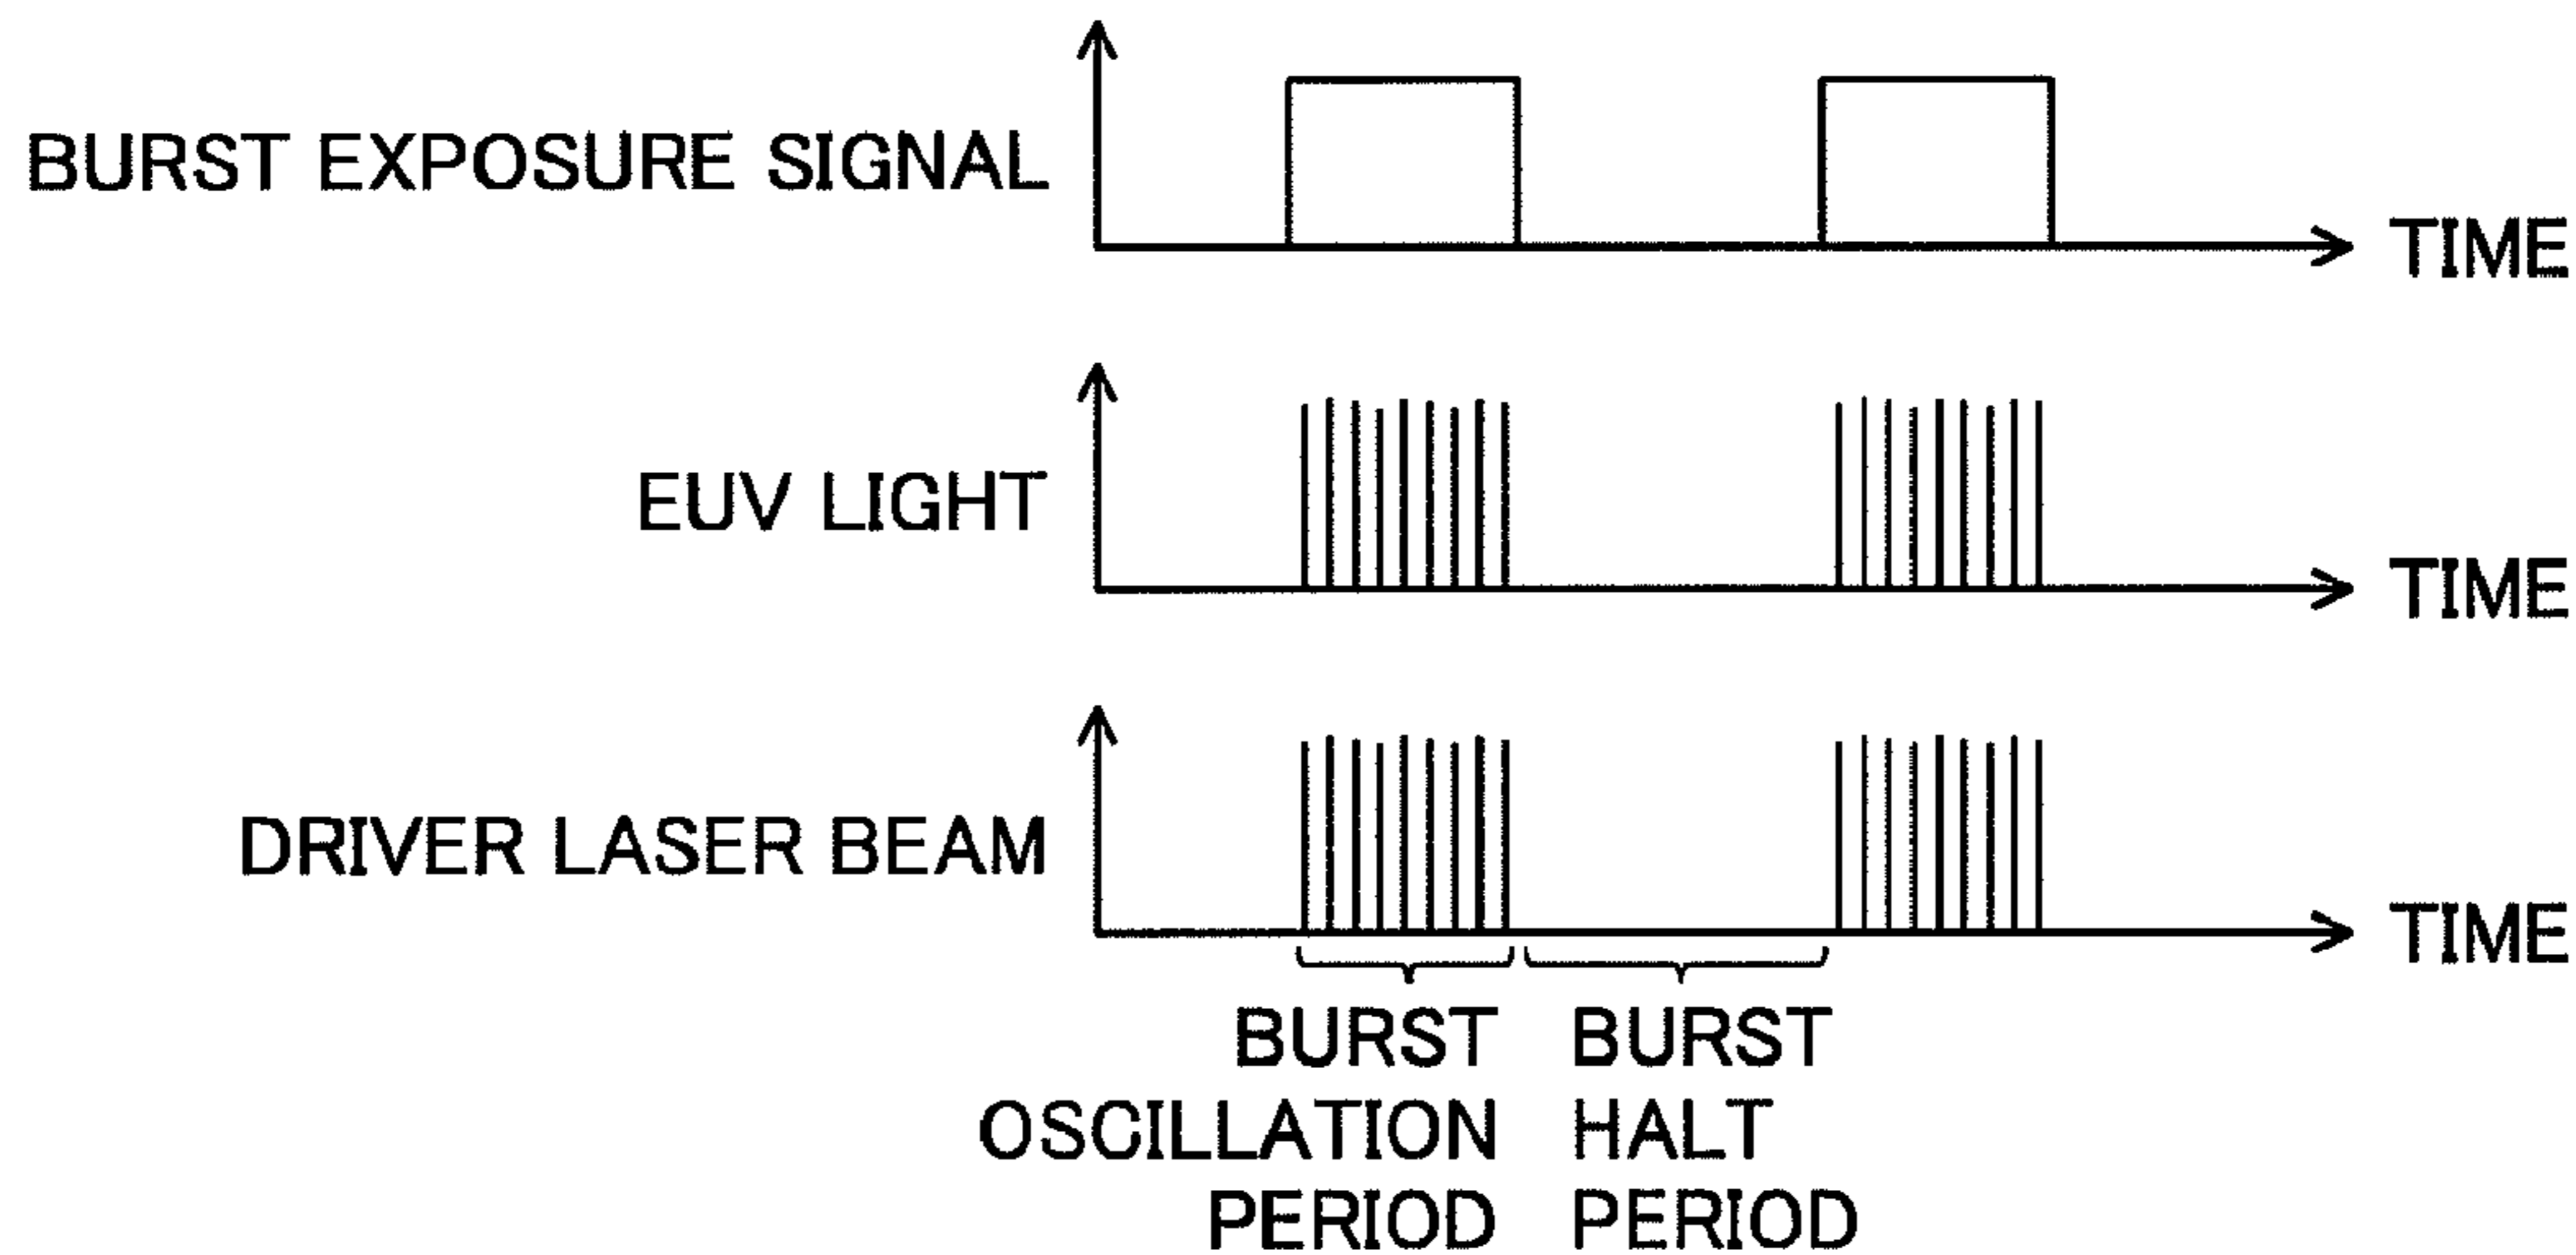 BURST EXPOSURE SIGNAL
TIME
EUV LIGHT
TIME
DRIVER LASER BEAM
TIME
BURST
OSCILLATION
PERIOD
BURST
HALT
PERIOD